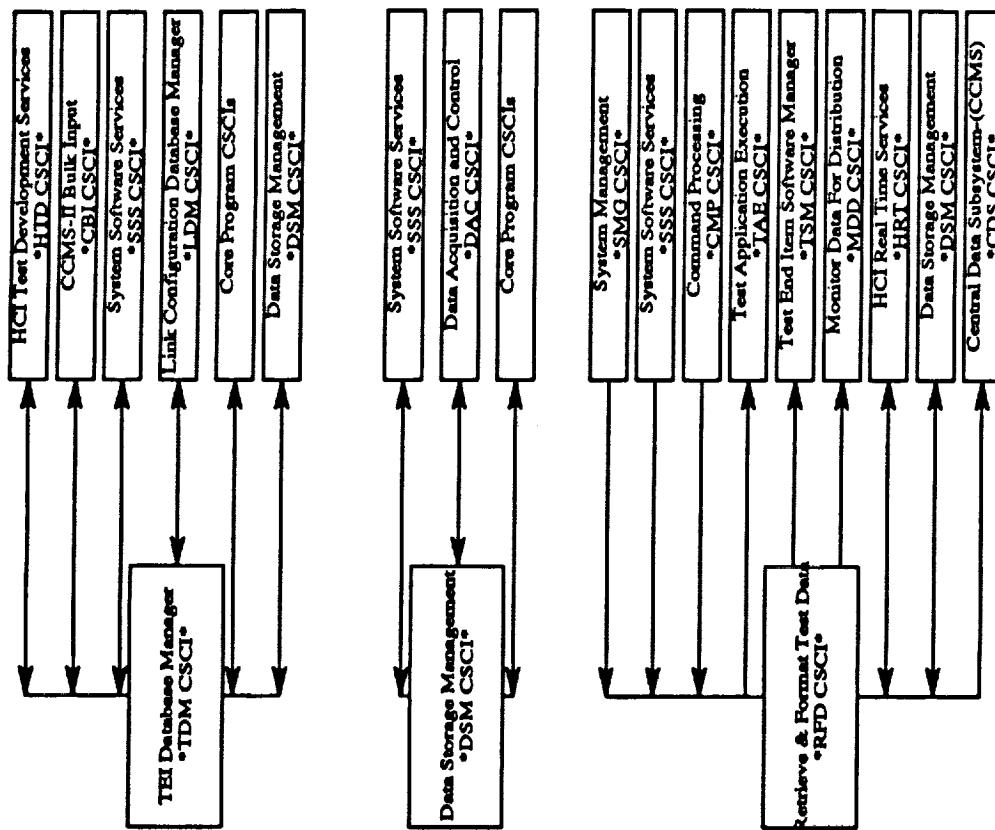 HCI Test Development Services
*HTD CSCI*
CCMS-II Bulk Input
*CBI CSCI*
System Software Services
*SSS CSCI*
Link Configuration Database Manager
*LDM CSCI*
Core Program CSCIs
Data Storage Management
*DSM CSCI*
TEI Database Manager
*TDM CSCI*
System Software Services
*SSS CSCI*
Data Acquisition and Control
*DAC CSCI*
Core Program CSCIs
Data Storage Management
*DSM CSCI*
System Management
*SMG CSCI*
System Software Services
*SSS CSCI*
Command Processing
*CMP CSCI*
Test Application Execution
*TAE CSCI*
Test End Item Software Manager
*TSM CSCI*
Monitor Data For Distribution
*MDD CSCI*
HCI Real Time Services
*HRT CSCI*
Data Storage Management
*DSM CSCI*
Central Data Subsystem-(CCMS)
*CDS CSCI*
Retrieve & Format Test Data
*RFD CSCI*